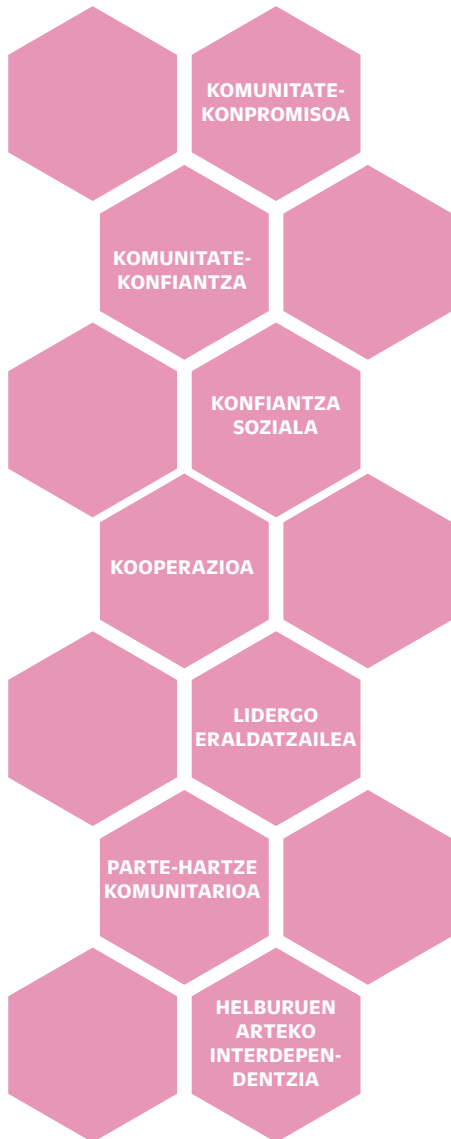 KOMUNITATE-
KONPROMISOA
KOMUNITATE-
KONFIANTZA
KONFIANTZA
SOZIALA
KOOPERAZIOA
LIDERGO
ERALDATZAILEA
PARTE-HARTZE
KOMUNITARIOA
HELBURUEN
ARTEKO
INTERDEPEN-
DENTZIA